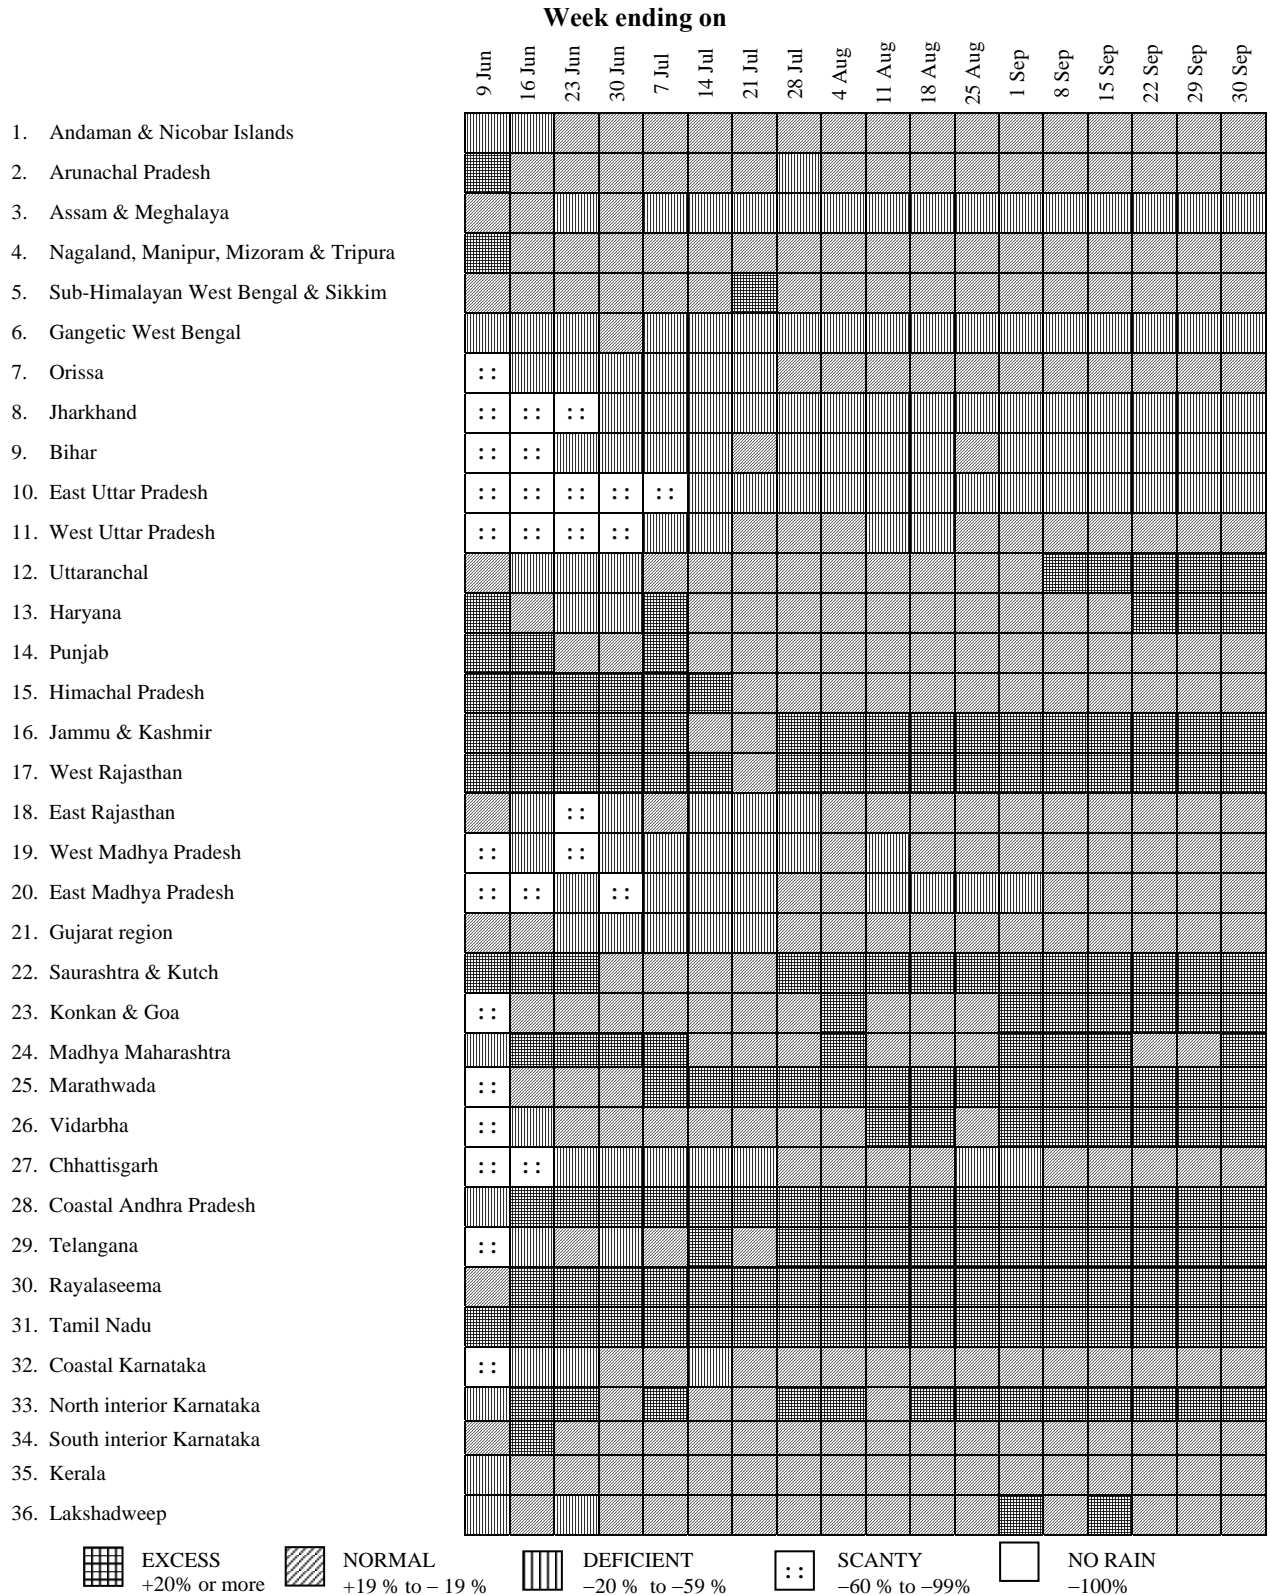 Week ending on
9 Jun 16 Jun 23 Jun 30 Jun 7 Jul 14 Jul 21 Jul 28 Jul 4 Aug 11 Aug 18 Aug 25 Aug 1 Sep 8 Sep 15 Sep 22 Sep 29 Sep 30 Sep
1. Andaman & Nicobar Islands
2. Arunachal Pradesh
3. Assam & Meghalaya
4. Nagaland, Manipur, Mizoram & Tripura
5. Sub-Himalayan West Bengal & Sikkim
6. Gangetic West Bengal
7. Orissa ::
8. Jharkhand :: :: ::
9. Bihar :: ::
10. East Uttar Pradesh :: :: :: :: ::
11. West Uttar Pradesh :: :: :: ::
12. Uttaranchal
13. Haryana
14. Punjab
15. Himachal Pradesh
16. Jammu & Kashmir
17. West Rajasthan
18. East Rajasthan ::
19. West Madhya Pradesh :: ::
20. East Madhya Pradesh :: :: ::
21. Gujarat region
22. Saurashtra & Kutch
23. Konkan & Goa ::
24. Madhya Maharashtra
25. Marathwada ::
26. Vidarbha ::
27. Chhattisgarh :: ::
28. Coastal Andhra Pradesh
29. Telangana ::
30. Rayalaseema
31. Tamil Nadu
32. Coastal Karnataka ::
33. North interior Karnataka
34. South interior Karnataka
35. Kerala
36. Lakshadweep
EXCESS NORMAL DEFICIENT :: SCANTY NO RAIN
+20% or more +19 % to – 19 % –20 % to –59 % –60 % to –99% –100%